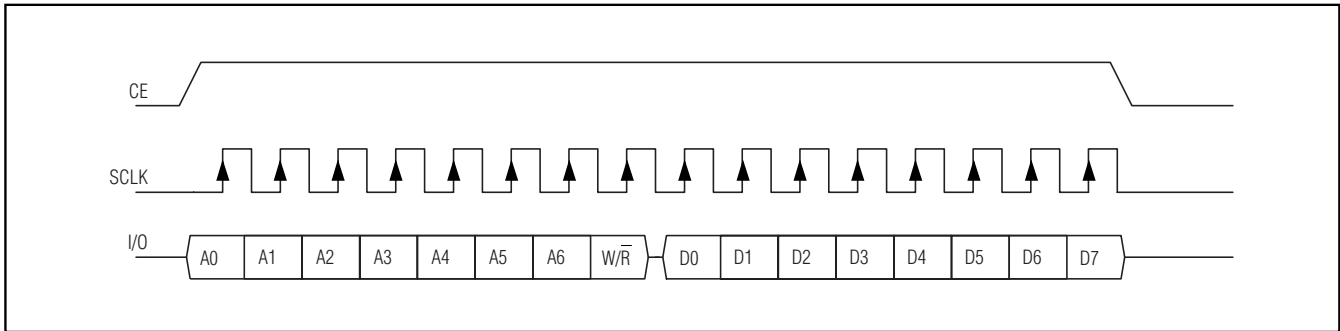 CE
SCLK
I/O A0 A1 A2 A3 A4 A5 A6 W/R̅ D0 D1 D2 D3 D4 D5 D6 D7